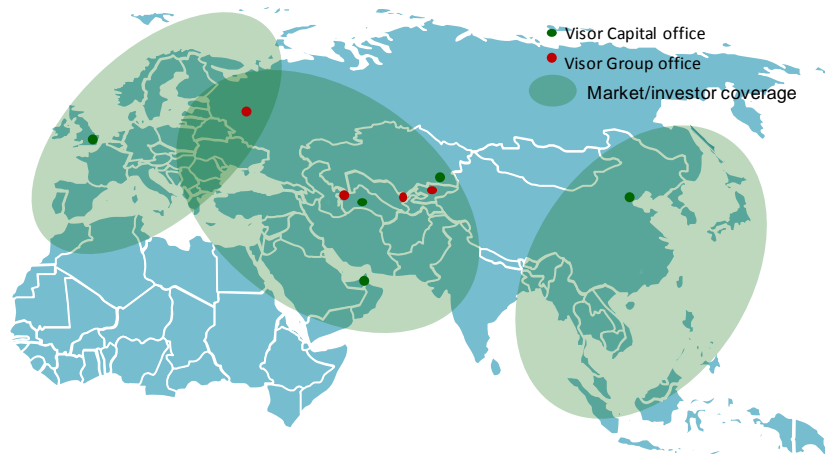 Visor Capital office
Visor Group office
Market/investor coverage